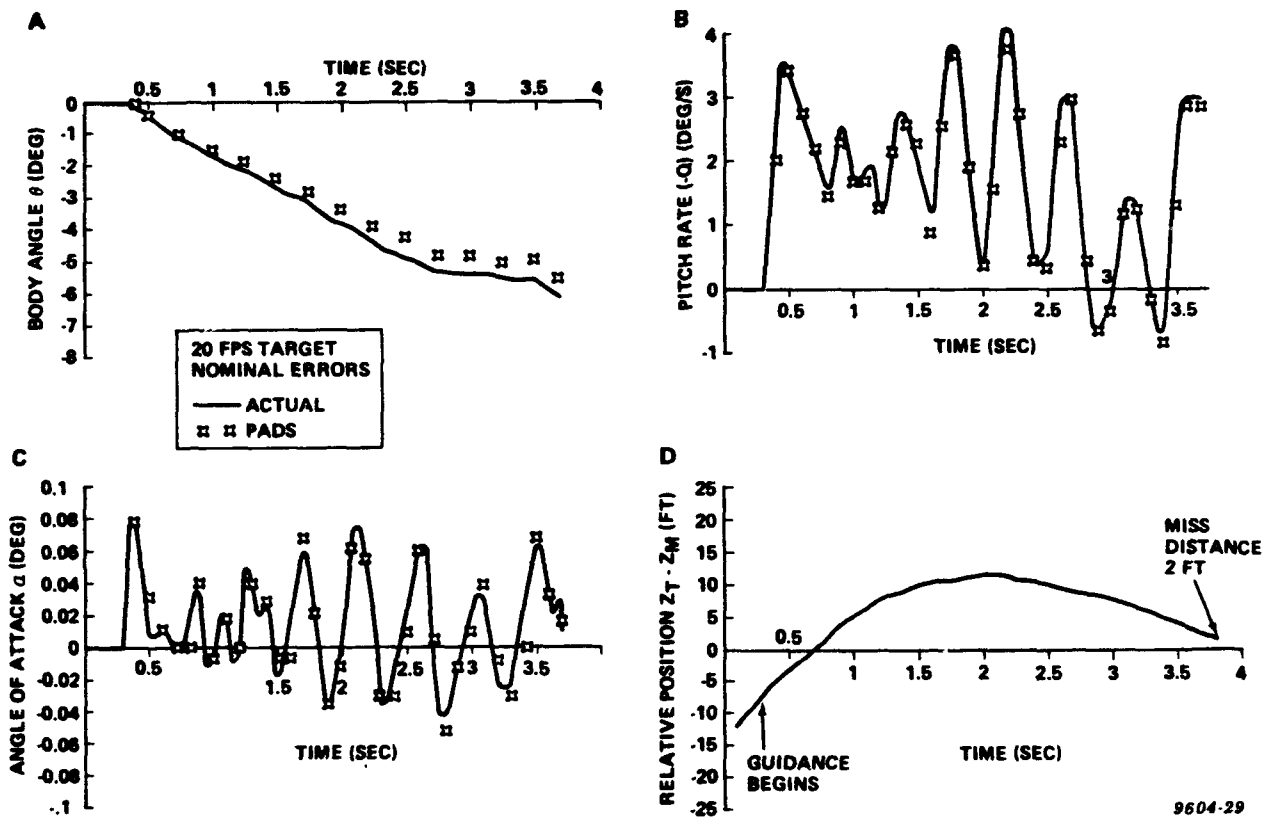 A
TIME (SEC)
0.5 1 1.5 2 2.5 3 3.5 4
0
-1
-2
-3
-4
-5
-6
-7
-8
BODY ANGLE θ (DEG)
20 FPS TARGET
NOMINAL ERRORS
ACTUAL
PADS
B
4
3
2
1
0
-1
PITCH RATE (-Q) (DEG/S)
0.5 1 1.5 2 2.5 3 3.5
TIME (SEC)
C
0.1
0.08
0.06
0.04
0.02
0
-0.02
-0.04
-0.06
-0.08
-.1
ANGLE OF ATTACK α (DEG)
0.5 1.5 2 2.5 3 3.5
TIME (SEC)
D
25
20
15
10
5
0
-5
-10
-15
-20
-25
RELATIVE POSITION Z_T - Z_M (FT)
0.5
1 1.5 2 2.5 3 3.5 4
MISS
DISTANCE
2 FT
TIME (SEC)
GUIDANCE
BEGINS
9604-29